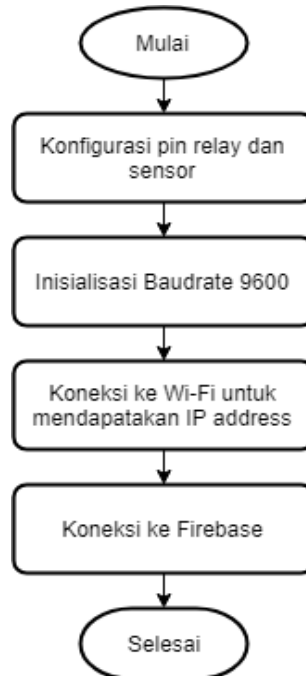 Mulai
Konfigurasi pin relay dan
sensor
Inisialisasi Baudrate 9600
Koneksi ke Wi-Fi untuk
mendapatakan IP address
Koneksi ke Firebase
Selesai